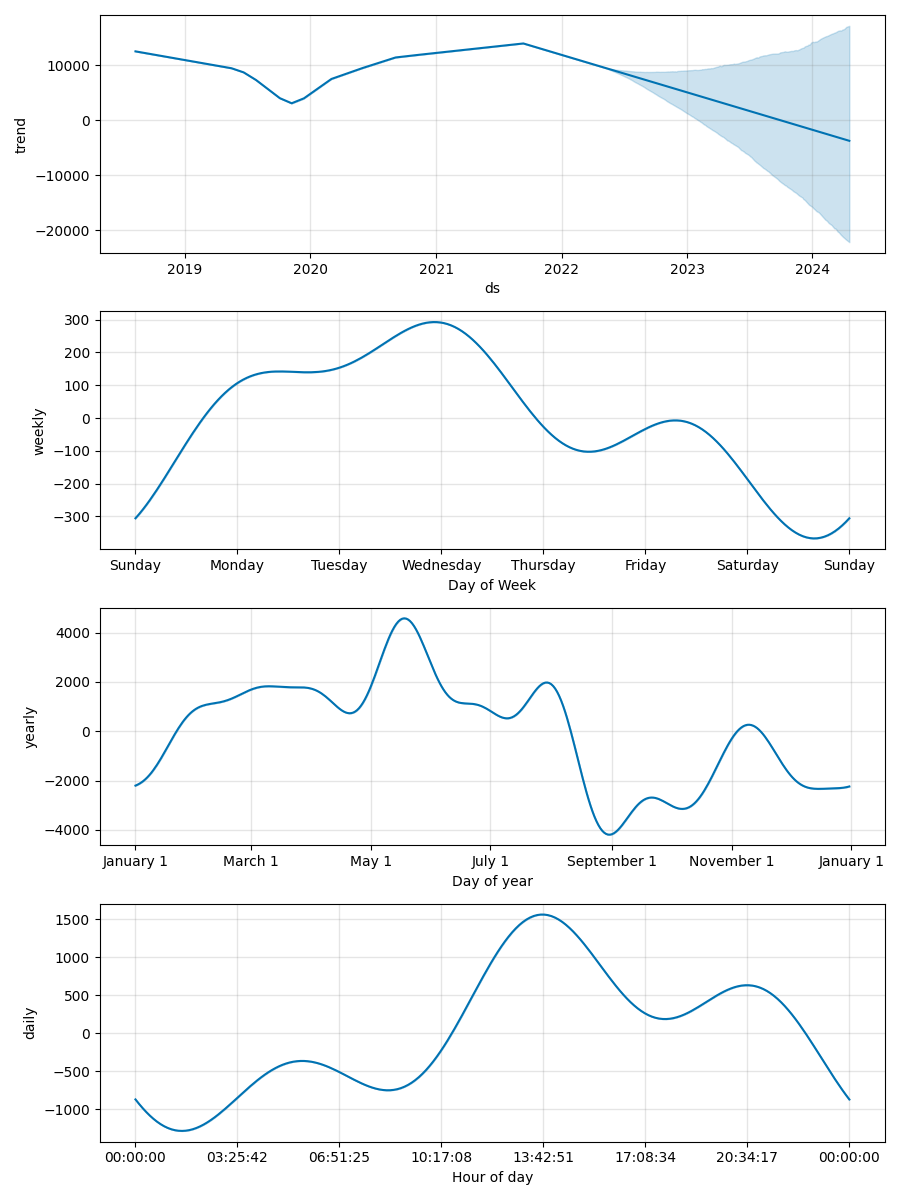 10000
0
−10000
−20000
trend
2019 2020 2021 2022 2023 2024
ds
300
200
100
0
−100
−200
−300
weekly
Sunday Monday Tuesday Wednesday Thursday Friday Saturday Sunday
Day of Week
4000
2000
0
−2000
−4000
yearly
January 1 March 1 May 1 July 1 September 1 November 1 January 1
Day of year
1500
1000
500
0
−500
−1000
daily
00:00:00 03:25:42 06:51:25 10:17:08 13:42:51 17:08:34 20:34:17 00:00:00
Hour of day